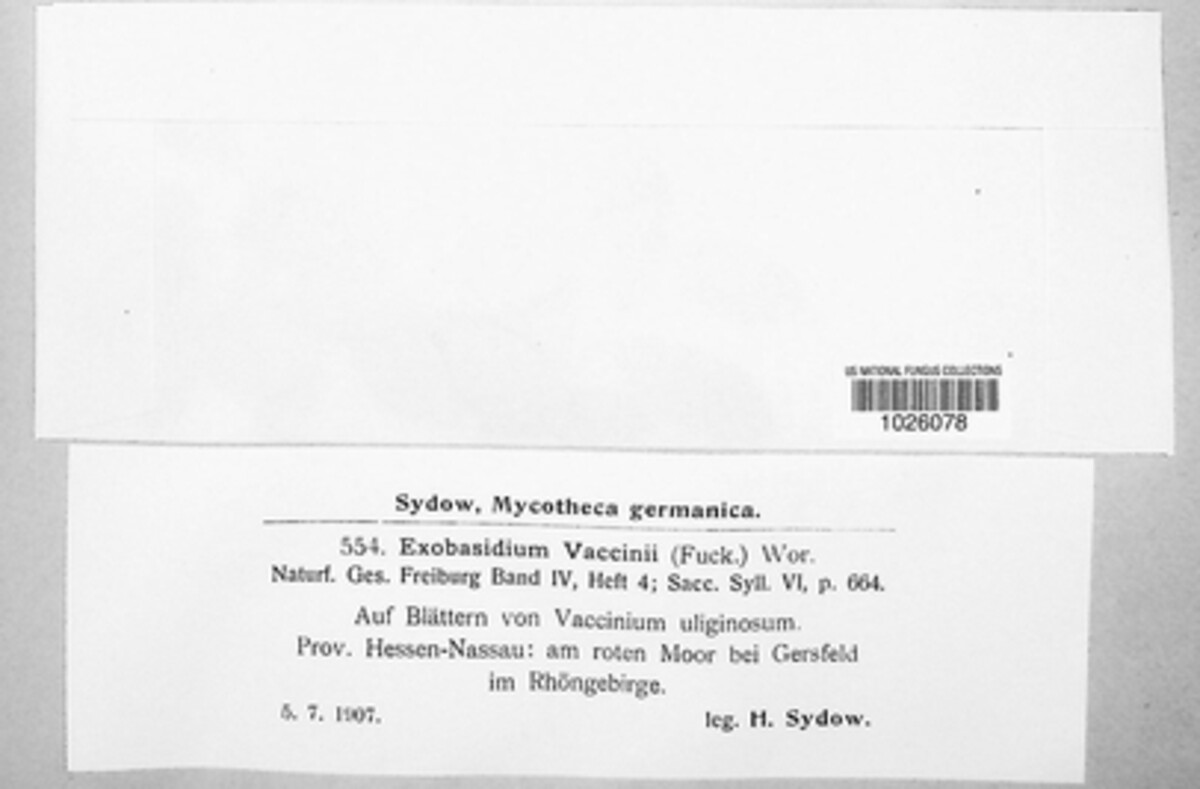 US NATIONAL FUNGUS COLLECTIONS
1026078
Sydow, Mycotheca germanica.
554. Exobasidium Vaccinii (Fuck.) Wor.
Naturf. Ges. Freiburg Band IV, Heft 4; Sacc. Syll. VI, p. 664.
Auf Blättern von Vaccinium uliginosum.
Prov. Hessen-Nassau: am roten Moor bei Gersfeld
im Rhöngebirge.
5. 7. 1907. leg. H. Sydow.